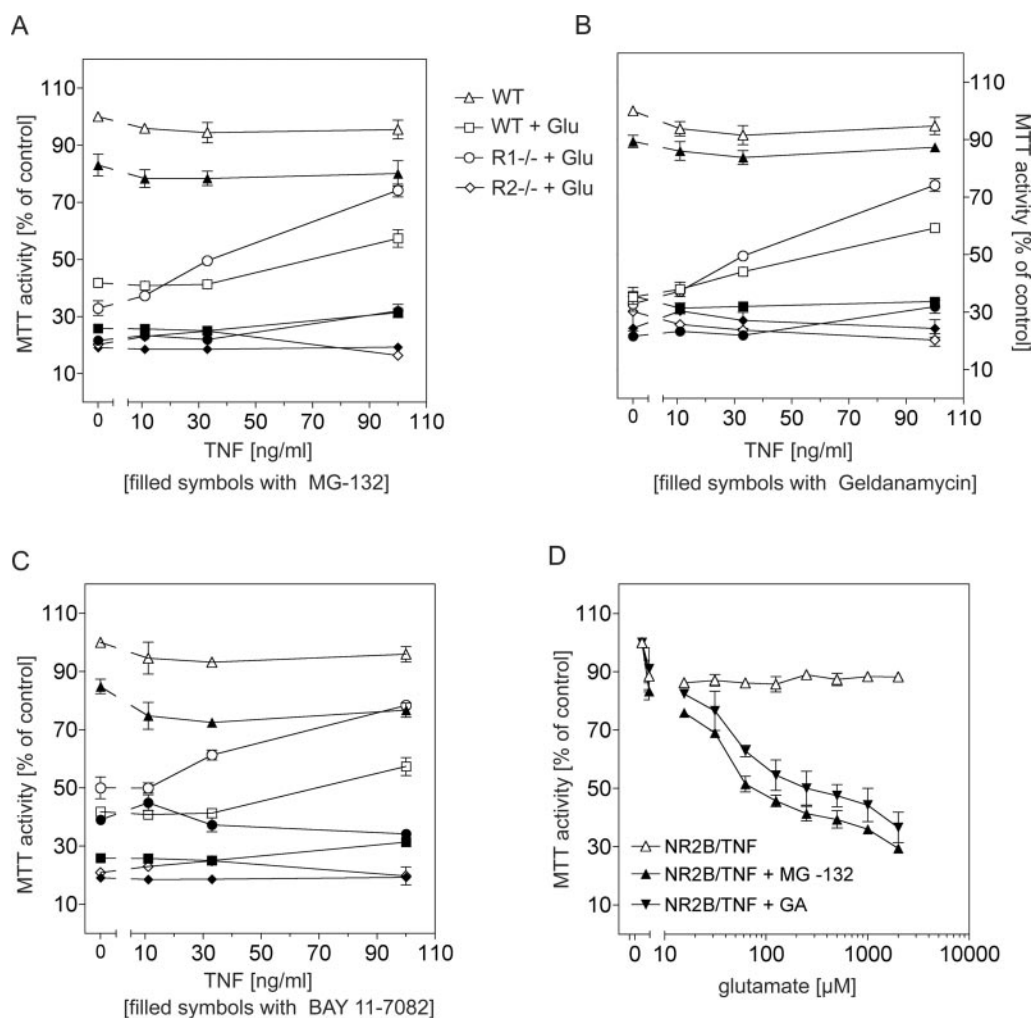 A
MTT activity [% of control]
110
90
70
50
30
10
0 10 30 50 70 90 110
TNF [ng/ml]
[filled symbols with MG-132]
WT
WT + Glu
R1-/- + Glu
R2-/- + Glu
B
MTT activity [% of control]
110
90
70
50
30
10
0 10 30 50 70 90 110
TNF [ng/ml]
[filled symbols with Geldanamycin]
C
MTT activity [% of control]
110
90
70
50
30
10
0 10 30 50 70 90 110
TNF [ng/ml]
[filled symbols with BAY 11-7082]
D
MTT activity [% of control]
110
90
70
50
30
10
NR2B/TNF
NR2B/TNF + MG -132
NR2B/TNF + GA
0 10 100 1000 10000
glutamate [µM]